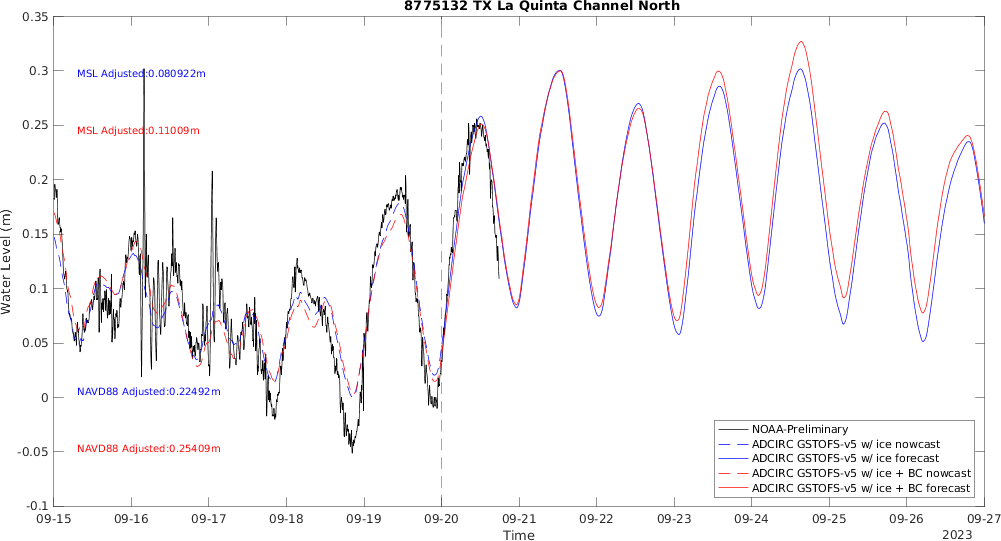 8775132 TX La Quinta Channel North
0.35
0.3
0.25
0.2
0.15
0.1
0.05
0
-0.05
-0.1
Water Level (m)
MSL Adjusted:0.080922m
MSL Adjusted:0.11009m
NAVD88 Adjusted:0.22492m
NAVD88 Adjusted:0.25409m
NOAA-Preliminary
ADCIRC GSTOFS-v5 w/ ice nowcast
ADCIRC GSTOFS-v5 w/ ice forecast
ADCIRC GSTOFS-v5 w/ ice + BC nowcast
ADCIRC GSTOFS-v5 w/ ice + BC forecast
09-15 09-16 09-17 09-18 09-19 09-20 09-21 09-22 09-23 09-24 09-25 09-26 09-27
Time
2023